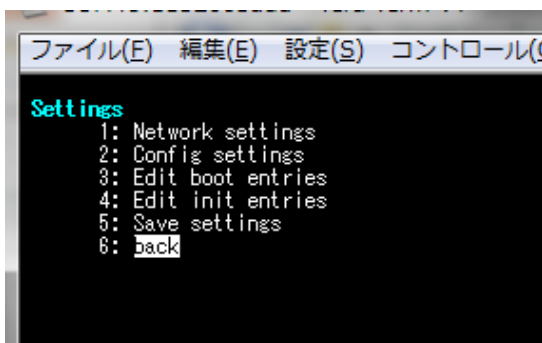 ファイル(F) 編集(E) 設定(S) コントロール(
Settings
1: Network settings
2: Config settings
3: Edit boot entries
4: Edit init entries
5: Save settings
6: back